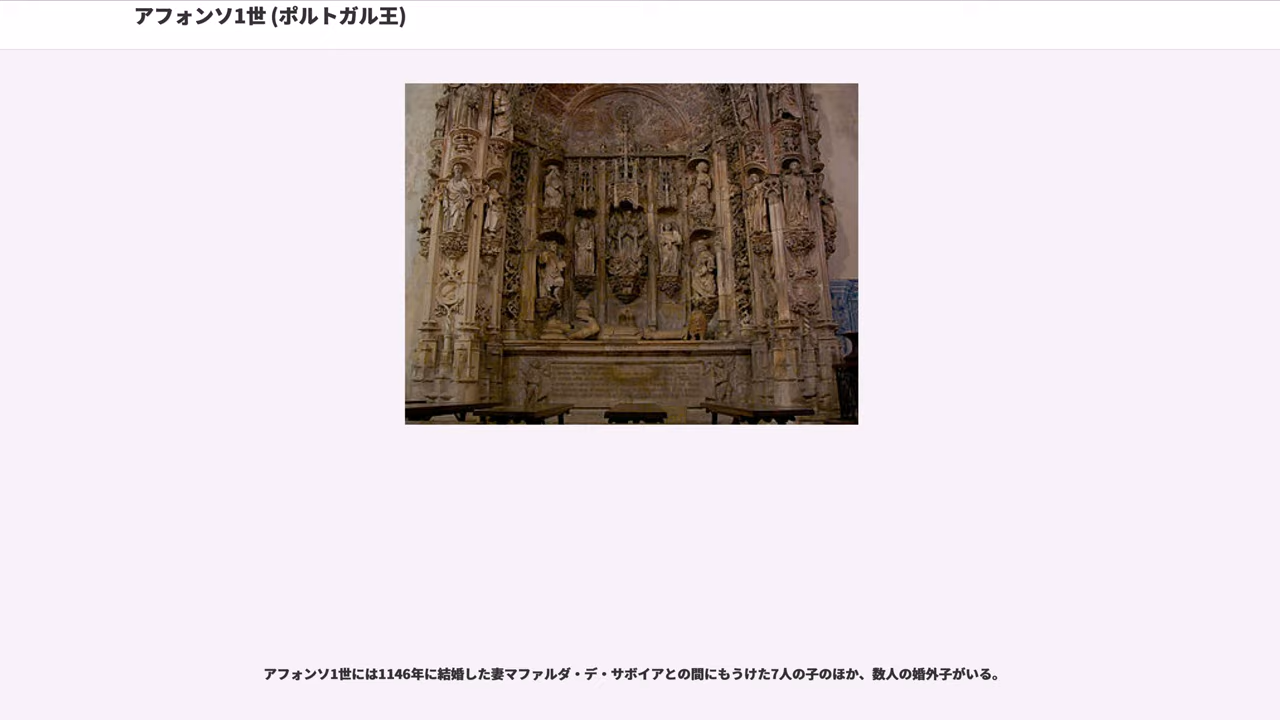 アフォンソ1世 (ポルトガル王)
アフォンソ1世には1146年に結婚した妻マファルダ・デ・サボイアとの間にもうけた7人の子のほか、数人の婚外子がいる。